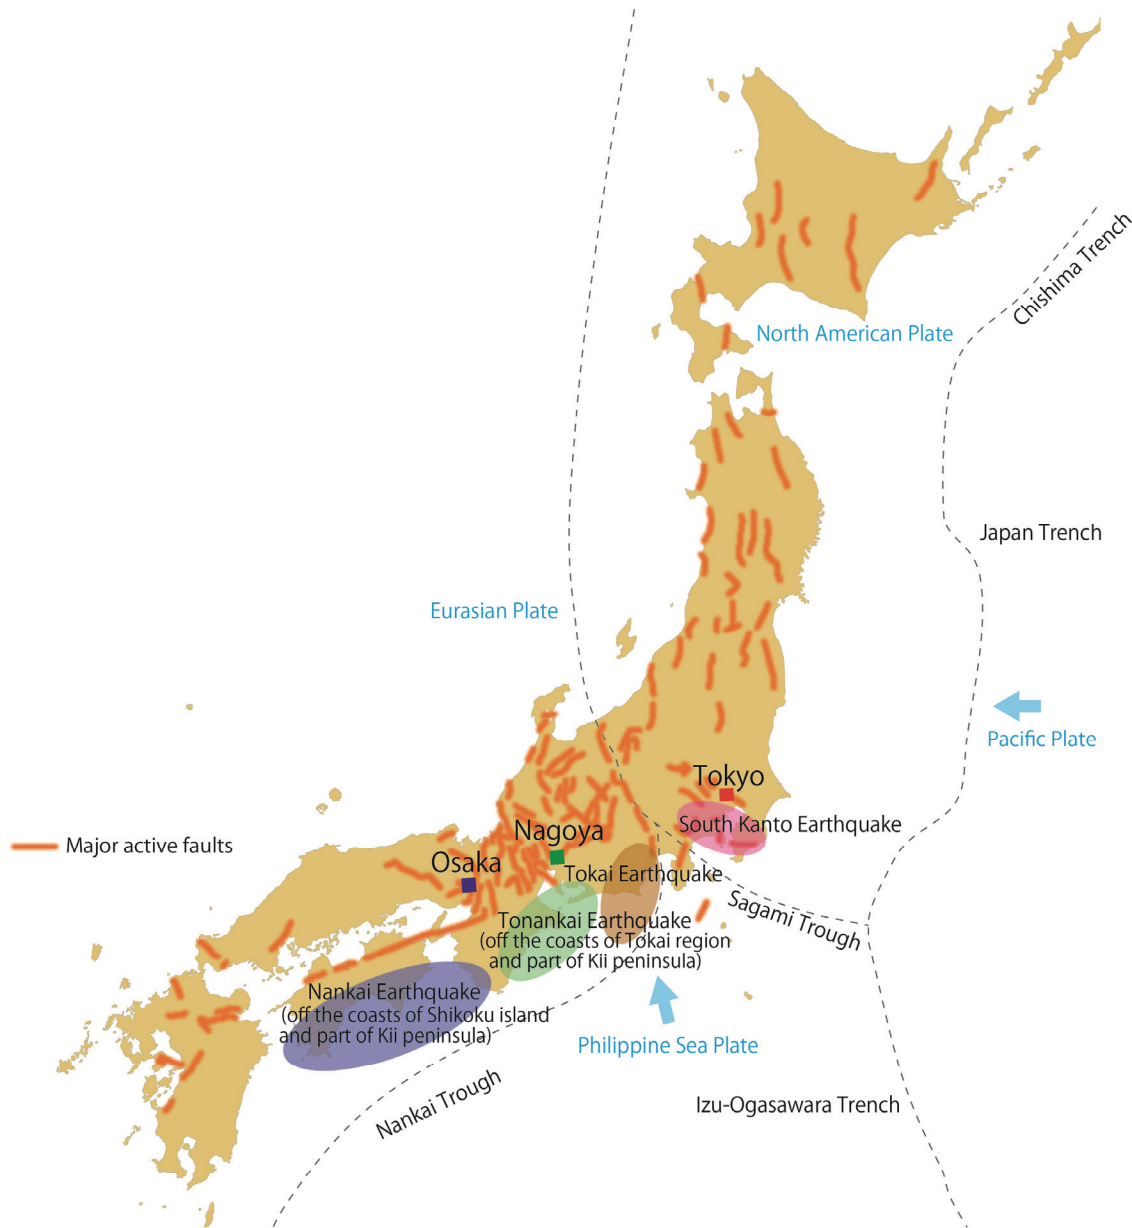 Chishima Trench
North American Plate
Japan Trench
Eurasian Plate
Pacific Plate
Tokyo
South Kanto Earthquake
Nagoya
Major active faults
Osaka
Tokai Earthquake
Sagami Trough
Tonankai Earthquake
(off the coasts of Tokai region
and part of Kii peninsula)
Nankai Earthquake
(off the coasts of Shikoku island
and part of Kii peninsula)
Philippine Sea Plate
Nankai Trough
Izu-Ogasawara Trench